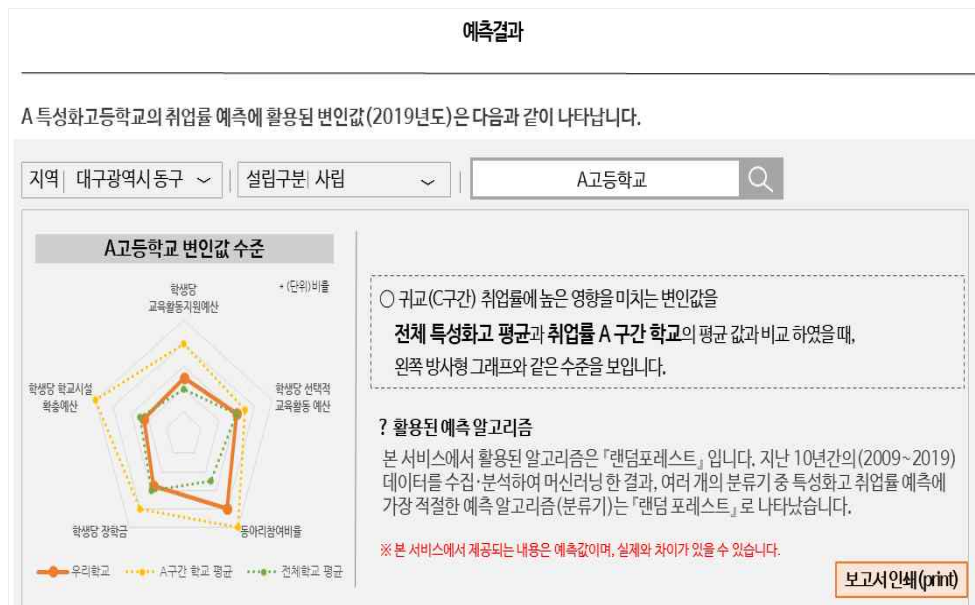 예측결과
A 특성화고등학교의 취업률 예측에 활용된 변인값(2019년도)은 다음과 같이 나타납니다.
지역| 대구광역시 동구 | 설립구분| 사립 | A고등학교
A고등학교 변인값 수준
* (단위)비율
학생당
교육활동지원예산
학생당 학교시설
확충예산
학생당 선택적
교육활동 예산
학생당 장학금
동아리참여비율
우리학교 A구간 학교 평균 전체학교 평균
○ 귀교(C구간) 취업률에 높은 영향을 미치는 변인값을
전체 특성화고 평균과 취업률 A 구간 학교의 평균 값과 비교 하였을 때,
왼쪽 방사형 그래프와 같은 수준을 보입니다.
? 활용된 예측 알고리즘
본 서비스에서 활용된 알고리즘은 『랜덤포레스트』 입니다. 지난 10년간의(2009~2019)
데이터를 수집·분석하여 머신러닝 한 결과, 여러 개의 분류기 중 특성화고 취업률 예측에
가장 적절한 예측 알고리즘(분류기)는 『랜덤 포레스트』로 나타났습니다.
※ 본 서비스에서 제공되는 내용은 예측값이며, 실제와 차이가 있을 수 있습니다.
보고서인쇄(print)